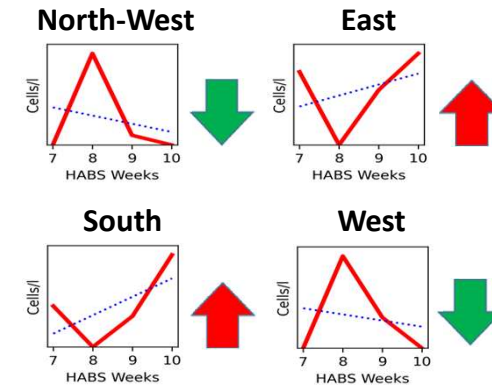 North-West
Cells/l
7 8 9 10
HABS Weeks
East
Cells/l
7 8 9 10
HABS Weeks
South
Cells/l
7 8 9 10
HABS Weeks
West
Cells/l
7 8 9 10
HABS Weeks